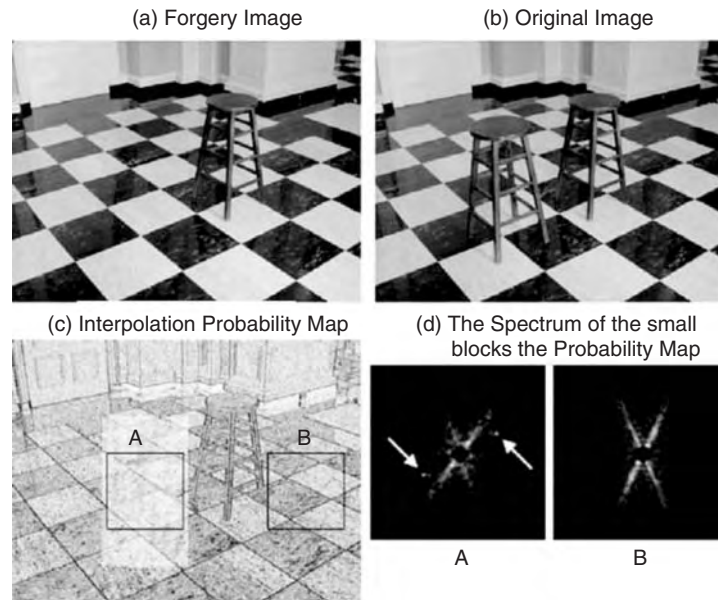 (a) Forgery Image
(b) Original Image
(c) Interpolation Probability Map
(d) The Spectrum of the small
blocks the Probability Map
A
B
A
B